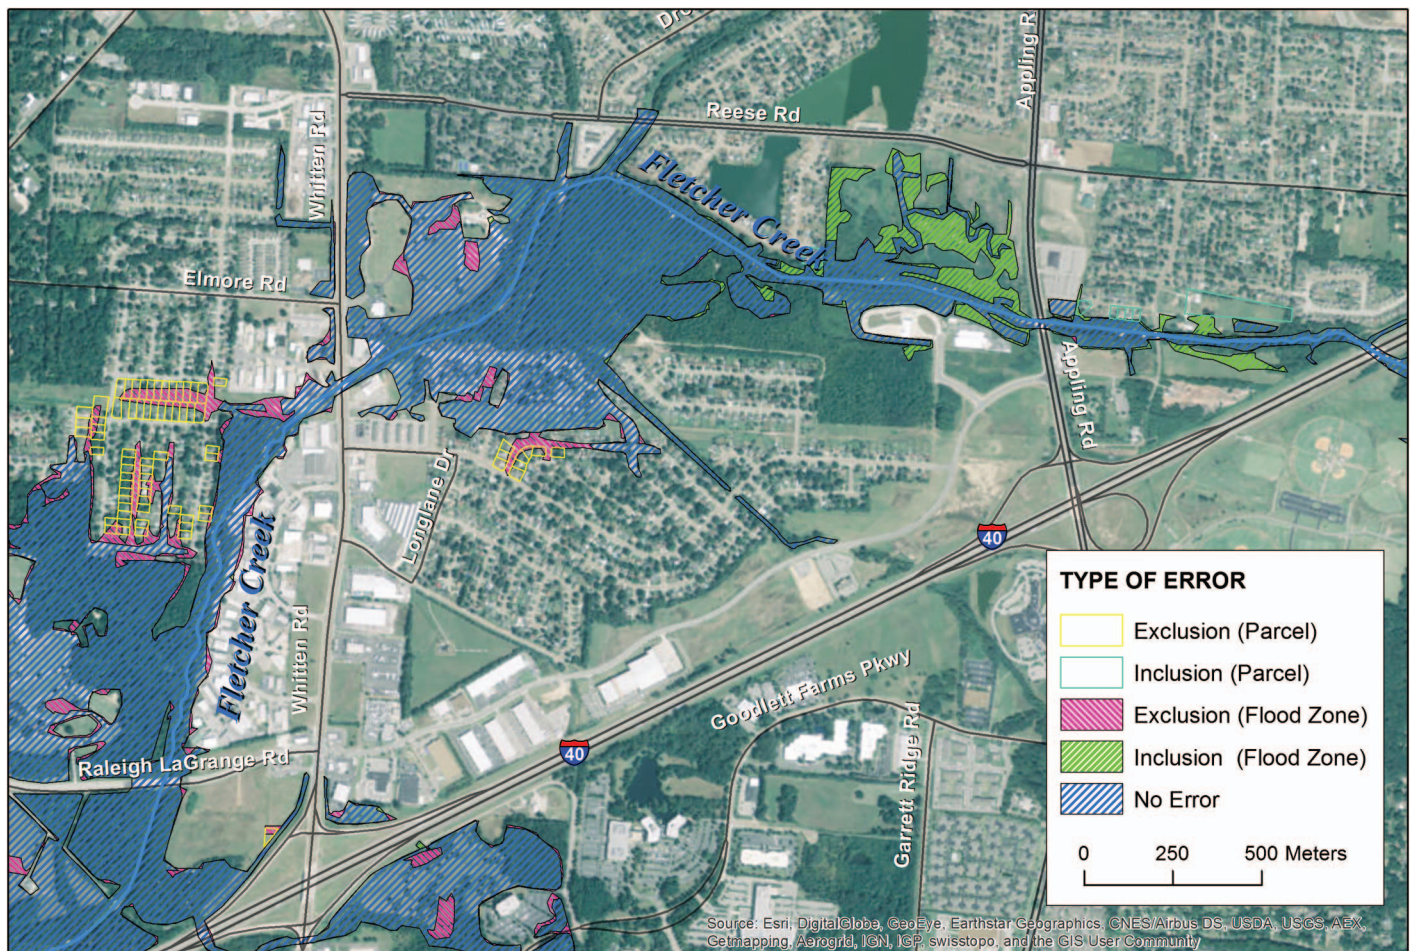 Dro
Appling R
Reese Rd
Whitten Rd
Fletcher Creek
Elmore Rd
Appling Rd
Longlane Dr
40
Fletcher Creek
Whitten Rd
Goodlett Farms Pkwy
Garrett Ridge Rd
40
Raleigh LaGrange Rd
TYPE OF ERROR
Exclusion (Parcel)
Inclusion (Parcel)
Exclusion (Flood Zone)
Inclusion (Flood Zone)
No Error
0 250 500 Meters
Source: Esri, DigitalGlobe, GeoEye, Earthstar Geographics, CNES/Airbus DS, USDA, USGS, AEX,
Getmapping, Aerogrid, IGN, IGP, swisstopo, and the GIS User Community